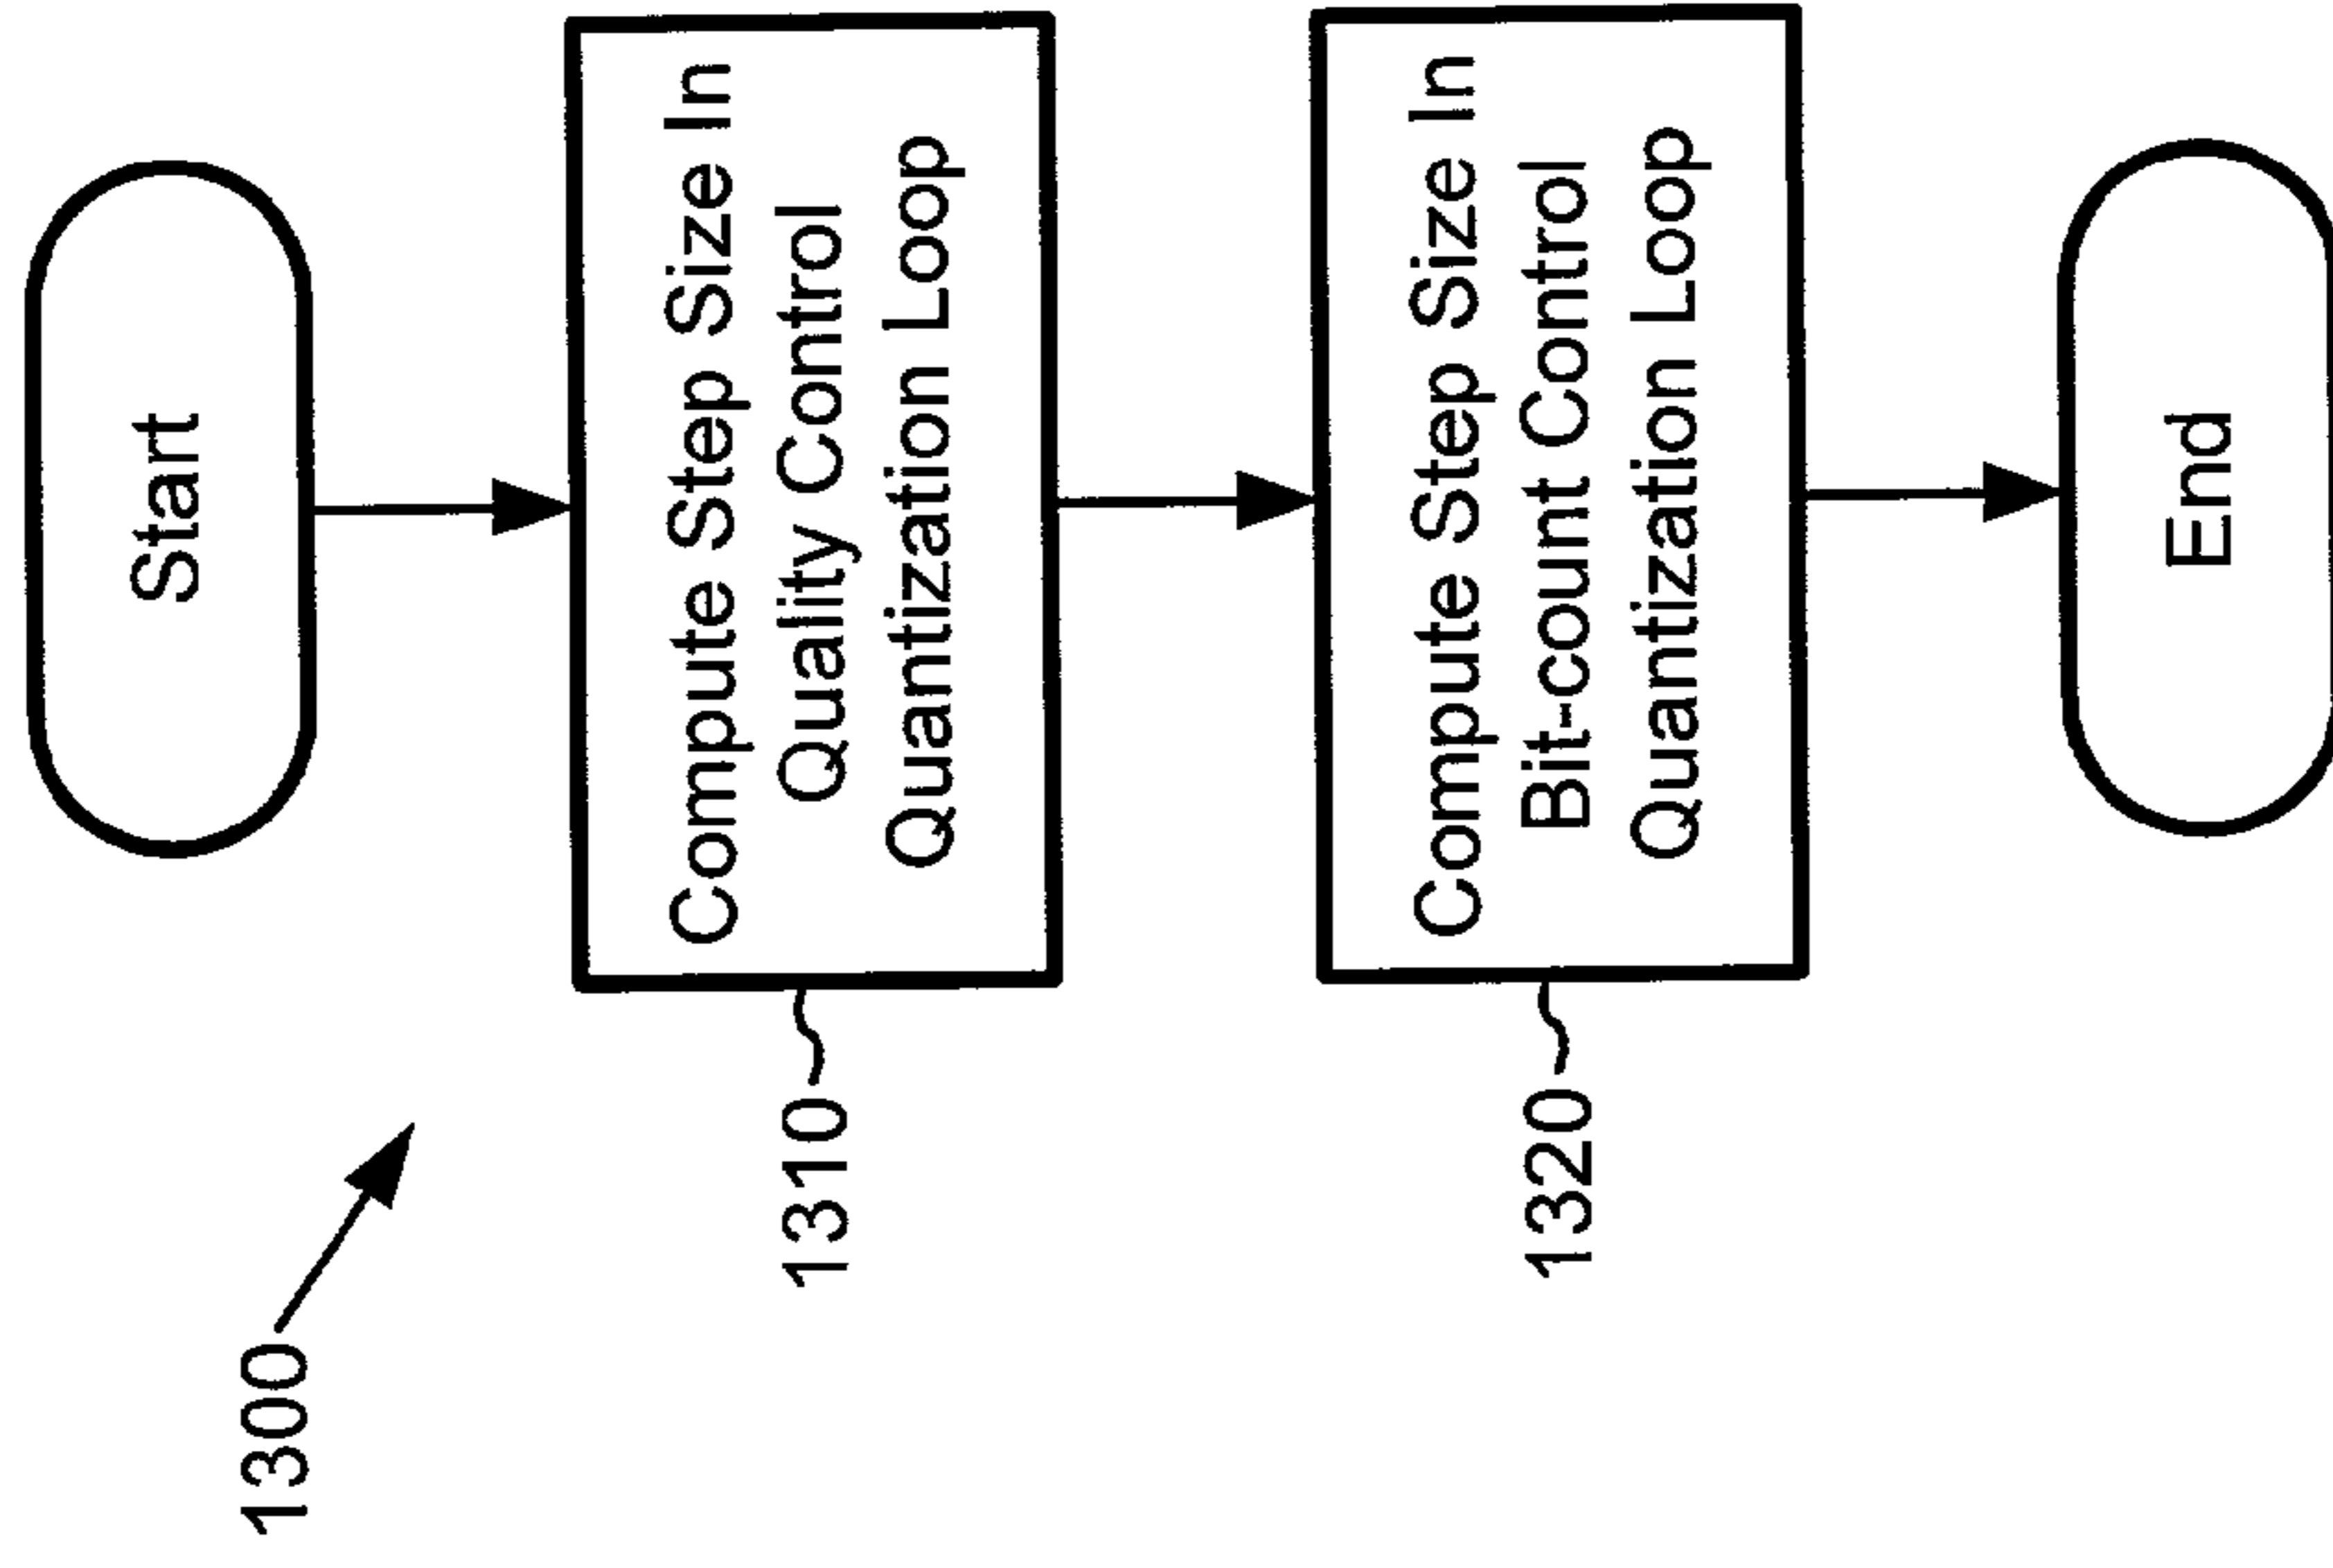 1300
Start
1310
Compute Step Size In
Quality Control
Quantization Loop
1320
Compute Step Size In
Bit-count Control
Quantization Loop
End